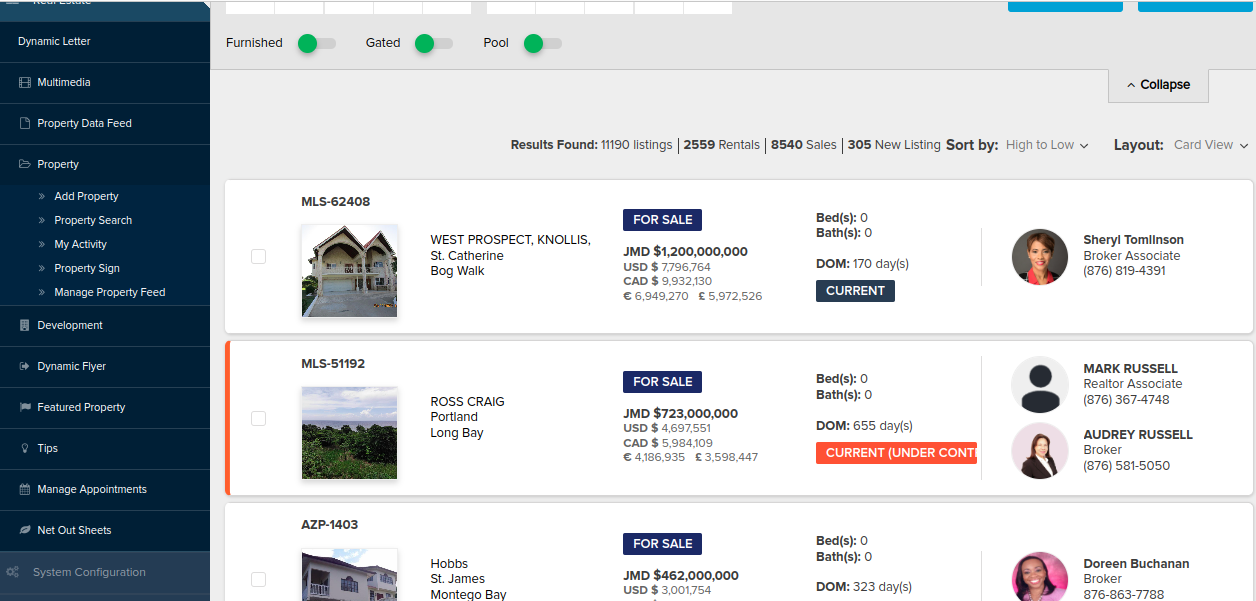 Real Estate
Dynamic Letter
Multimedia
Property Data Feed
Property
Add Property
Property Search
My Activity
Property Sign
Manage Property Feed
Development
Dynamic Flyer
Featured Property
Tips
Manage Appointments
Net Out Sheets
System Configuration
Furnished Gated Pool
Collapse
Results Found: 11190 listings | 2559 Rentals | 8540 Sales | 305 New Listing Sort by: High to Low Layout: Card View
MLS-62408
WEST PROSPECT, KNOLLIS,
St. Catherine
Bog Walk
FOR SALE
JMD $1,200,000,000
USD $ 7,796,764
CAD $ 9,932,130
€ 6,949,270 £ 5,972,526
Bed(s): 0
Bath(s): 0
DOM: 170 day(s)
CURRENT
Sheryl Tomlinson
Broker Associate
(876) 819-4391
MLS-51192
ROSS CRAIG
Portland
Long Bay
FOR SALE
JMD $723,000,000
USD $ 4,697,551
CAD $ 5,984,109
€ 4,186,935 £ 3,598,447
Bed(s): 0
Bath(s): 0
DOM: 655 day(s)
CURRENT (UNDER CONT
MARK RUSSELL
Realtor Associate
(876) 367-4748
AUDREY RUSSELL
Broker
(876) 581-5050
AZP-1403
Hobbs
St. James
Montego Bay
FOR SALE
JMD $462,000,000
USD $ 3,001,754
Bed(s): 0
Bath(s): 0
DOM: 323 day(s)
Doreen Buchanan
Broker
876-863-7788